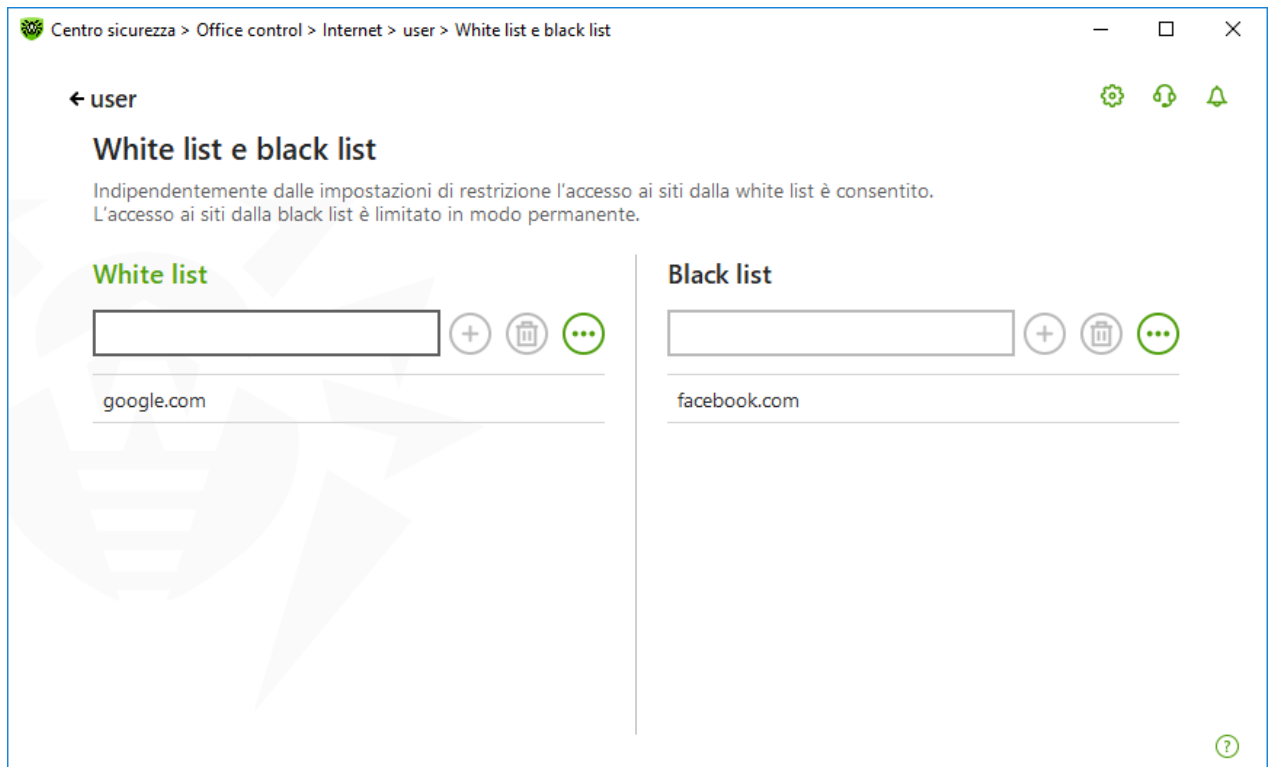 Centro sicurezza > Office control > Internet > user > White list e black list
user
White list e black list
Indipendentemente dalle impostazioni di restrizione l'accesso ai siti dalla white list è consentito.
L'accesso ai siti dalla black list è limitato in modo permanente.
White list
Black list
google.com
facebook.com
?